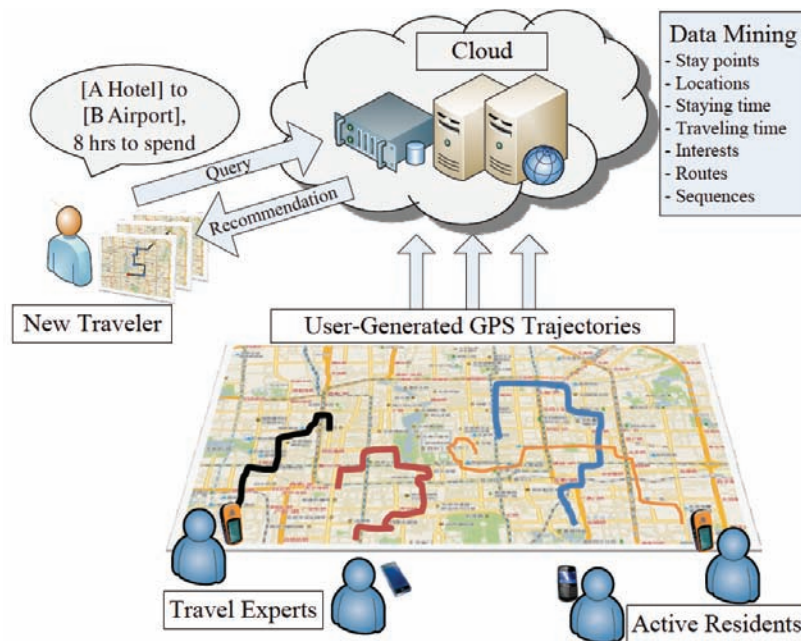 Cloud
Data Mining
- Stay points
- Locations
- Staying time
- Traveling time
- Interests
- Routes
- Sequences
[A Hotel] to
[B Airport],
8 hrs to spend
Query
Recommendation
New Traveler
User-Generated GPS Trajectories
Travel Experts
Active Residents